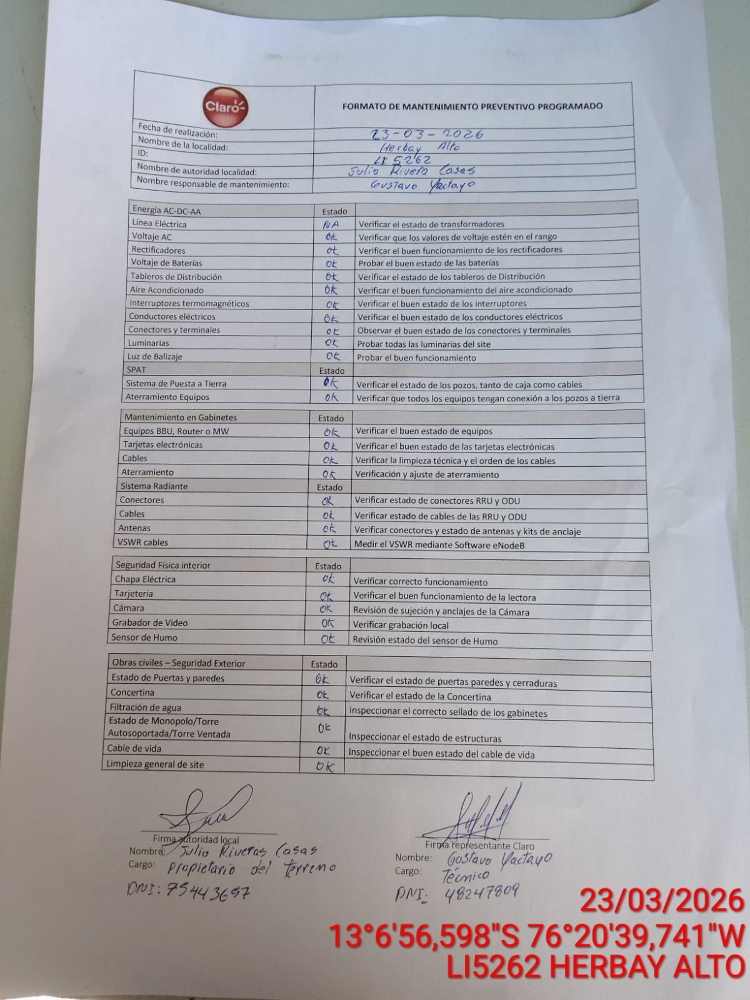 Claro
FORMATO DE MANTENIMIENTO PREVENTIVO PROGRAMADO
Fecha de realización: 23-03-2026
Nombre de la localidad: Herbay Alto
ID: LI 5262
Nombre de autoridad localidad: Julio Rivera Casas
Nombre responsable de mantenimiento: Gustavo Yactayo
Energía AC-DC-AA Estado
Línea Eléctrica NA Verificar el estado de transformadores
Voltaje AC Ok Verificar que los valores de voltaje estén en el rango
Rectificadores Ok Verificar el buen funcionamiento de los rectificadores
Voltaje de Baterías Ok Probar el buen estado de las baterías
Tableros de Distribución Ok Verificar el estado de los tableros de Distribución
Aire Acondicionado Ok Verificar el buen funcionamiento del aire acondicionado
Interruptores termomagnéticos Ok Verificar el buen estado de los interruptores
Conductores eléctricos Ok Verificar el buen estado de los conductores eléctricos
Conectores y terminales Ok Observar el buen estado de los conectores y terminales
Luminarias Ok Probar todas las luminarias del site
Luz de Balizaje Ok Probar el buen funcionamiento
SPAT Estado
Sistema de Puesta a Tierra Ok Verificar el estado de los pozos, tanto de caja como cables
Aterramiento Equipos Ok Verificar que todos los equipos tengan conexión a los pozos a tierra
Mantenimiento en Gabinetes Estado
Equipos BBU, Router o MW Ok Verificar el buen estado de equipos
Tarjetas electrónicas Ok Verificar el buen estado de las tarjetas electrónicas
Cables Ok Verificar la limpieza técnica y el orden de los cables
Aterramiento Ok Verificación y ajuste de aterramiento
Sistema Radiante Estado
Conectores Ok Verificar estado de conectores RRU y ODU
Cables Ok Verificar estado de cables de las RRU y ODU
Antenas Ok Verificar conectores y estado de antenas y kits de anclaje
VSWR cables Ok Medir el VSWR mediante Software eNodeB
Seguridad Física interior Estado
Chapa Eléctrica Ok Verificar correcto funcionamiento
Tarjetería Ok Verificar el buen funcionamiento de la lectora
Cámara Ok Revisión de sujeción y anclajes de la Cámara
Grabador de Video Ok Verificar grabación local
Sensor de Humo Ok Revisión estado del sensor de Humo
Obras civiles – Seguridad Exterior Estado
Estado de Puertas y paredes Ok Verificar el estado de puertas paredes y cerraduras
Concertina Ok Verificar el estado de la Concertina
Filtración de agua Ok Inspeccionar el correcto sellado de los gabinetes
Estado de Monopolo/Torre
Autosoportada/Torre Ventada Ok Inspeccionar el estado de estructuras
Cable de vida Ok Inspeccionar el buen estado del cable de vida
Limpieza general de site OK
Firma autoridad local
Nombre: Julio Riveras Casas
Cargo: Propietario del Terreno
DNI: 75443657
Firma representante Claro
Nombre: Gustavo Yactayo
Cargo: Técnico
DNI: 48247809
23/03/2026
13°6'56,598"S 76°20'39,741"W
LI5262 HERBAY ALTO